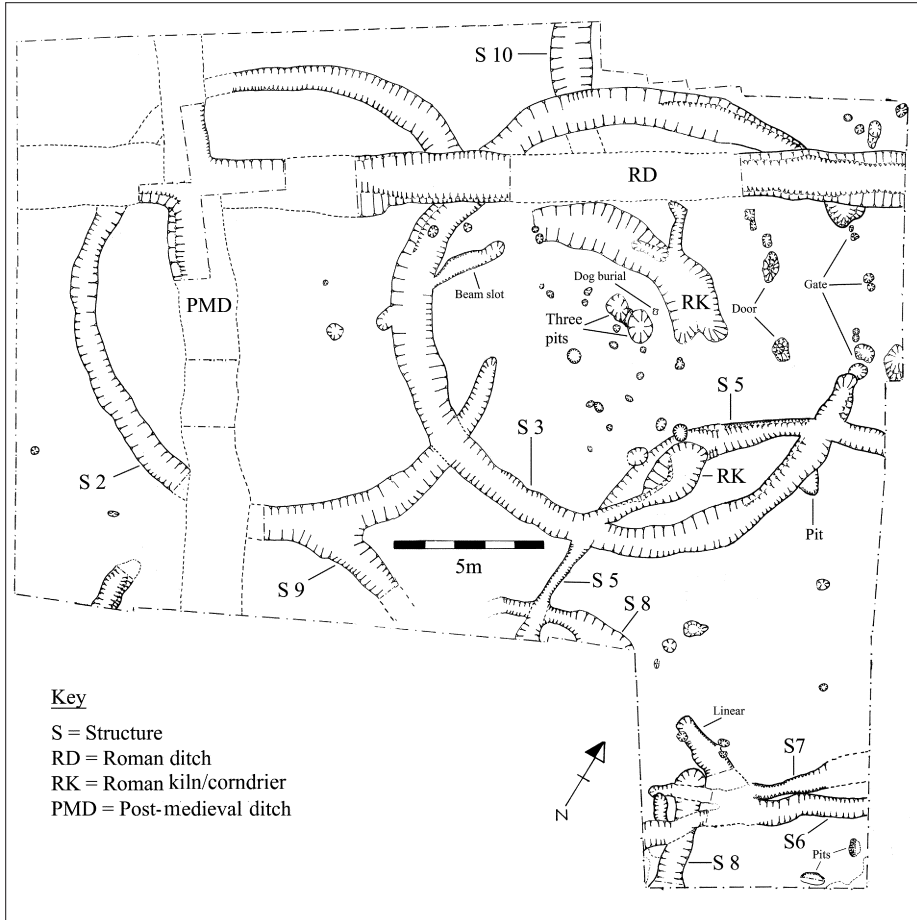 S 10
RD
PMD
Beam slot
Dog burial
RK
Three
pits
Door
Gate
S 5
S 3
S 2
RK
Pit
5m
S 9
S 5
S 8
Linear
S7
S6
S 8
Pits
Key
S = Structure
RD = Roman ditch
RK = Roman kiln/corndrier
PMD = Post-medieval ditch
N